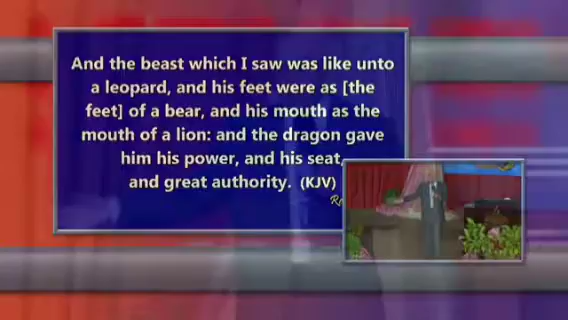 And the beast which I saw was like unto
a leopard, and his feet were as [the
feet] of a bear, and his mouth as the
mouth of a lion: and the dragon gave
him his power, and his seat,
and great authority. (KJV)